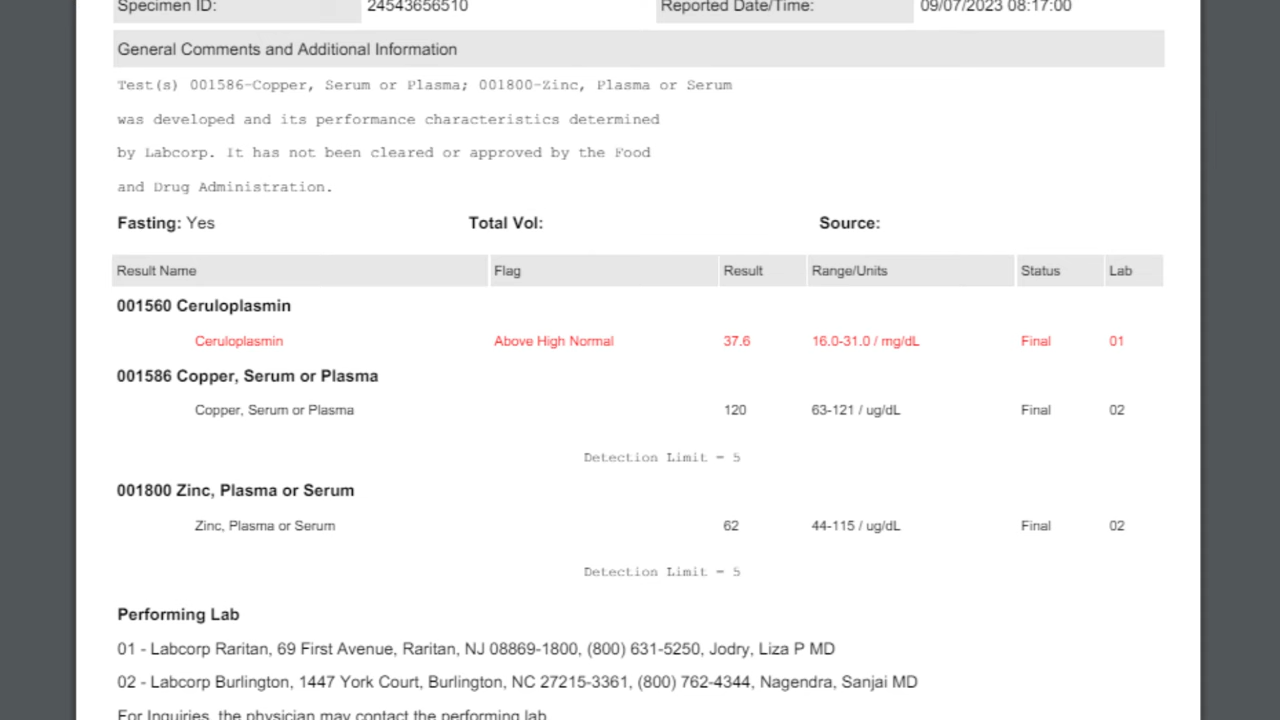 Specimen ID: 24543656510 Reported Date/Time: 09/07/2023 08:17:00
General Comments and Additional Information
Test(s) 001586-Copper, Serum or Plasma; 001800-Zinc, Plasma or Serum
was developed and its performance characteristics determined
by Labcorp. It has not been cleared or approved by the Food
and Drug Administration.
Fasting: Yes Total Vol: Source:
Result Name Flag Result Range/Units Status Lab
001560 Ceruloplasmin
Ceruloplasmin Above High Normal 37.6 16.0-31.0 / mg/dL Final 01
001586 Copper, Serum or Plasma
Copper, Serum or Plasma 120 63-121 / ug/dL Final 02
Detection Limit = 5
001800 Zinc, Plasma or Serum
Zinc, Plasma or Serum 62 44-115 / ug/dL Final 02
Detection Limit = 5
Performing Lab
01 - Labcorp Raritan, 69 First Avenue, Raritan, NJ 08869-1800, (800) 631-5250, Jodry, Liza P MD
02 - Labcorp Burlington, 1447 York Court, Burlington, NC 27215-3361, (800) 762-4344, Nagendra, Sanjai MD
For Inquiries, the physician may contact the performing lab